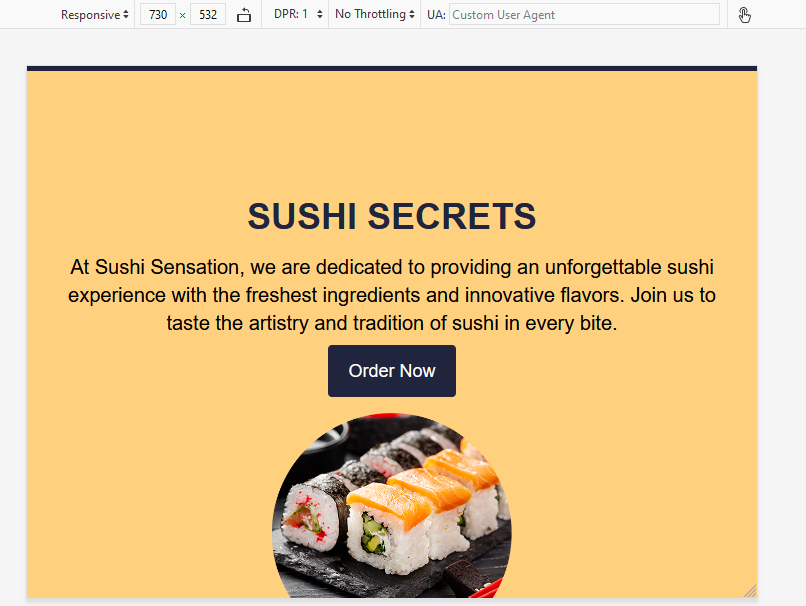 Responsive 730 × 532 DPR: 1 No Throttling UA: Custom User Agent
SUSHI SECRETS
At Sushi Sensation, we are dedicated to providing an unforgettable sushi
experience with the freshest ingredients and innovative flavors. Join us to
taste the artistry and tradition of sushi in every bite.
Order Now